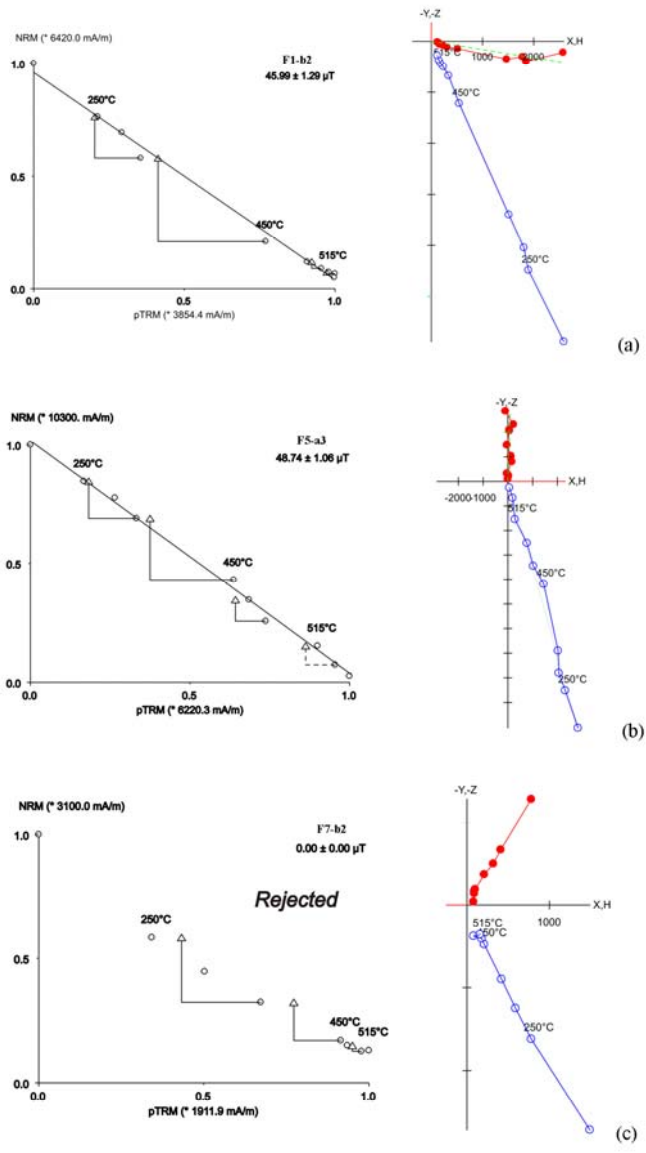 NRM (* 6420.0 mA/m)
F1-b2
45.99 ± 1.29 µT
1.0
250°C
0.5
450°C
515°C
0.0
0.0
0.5
1.0
pTRM (* 3854.4 mA/m)
-Y,-Z
X,H
515°C
1000
2000
450°C
250°C
(a)
NRM (* 10300. mA/m)
F5-a3
48.74 ± 1.06 µT
1.0
250°C
0.5
450°C
515°C
0.0
0.0
0.5
1.0
pTRM (* 6220.3 mA/m)
-Y,-Z
X,H
-2000
-1000
515°C
450°C
250°C
(b)
NRM (* 3100.0 mA/m)
F7-b2
0.00 ± 0.00 µT
1.0
Rejected
250°C
0.5
450°C
515°C
0.0
0.0
0.5
1.0
pTRM (* 1911.9 mA/m)
-Y,-Z
X,H
1000
515°C
450°C
250°C
(c)